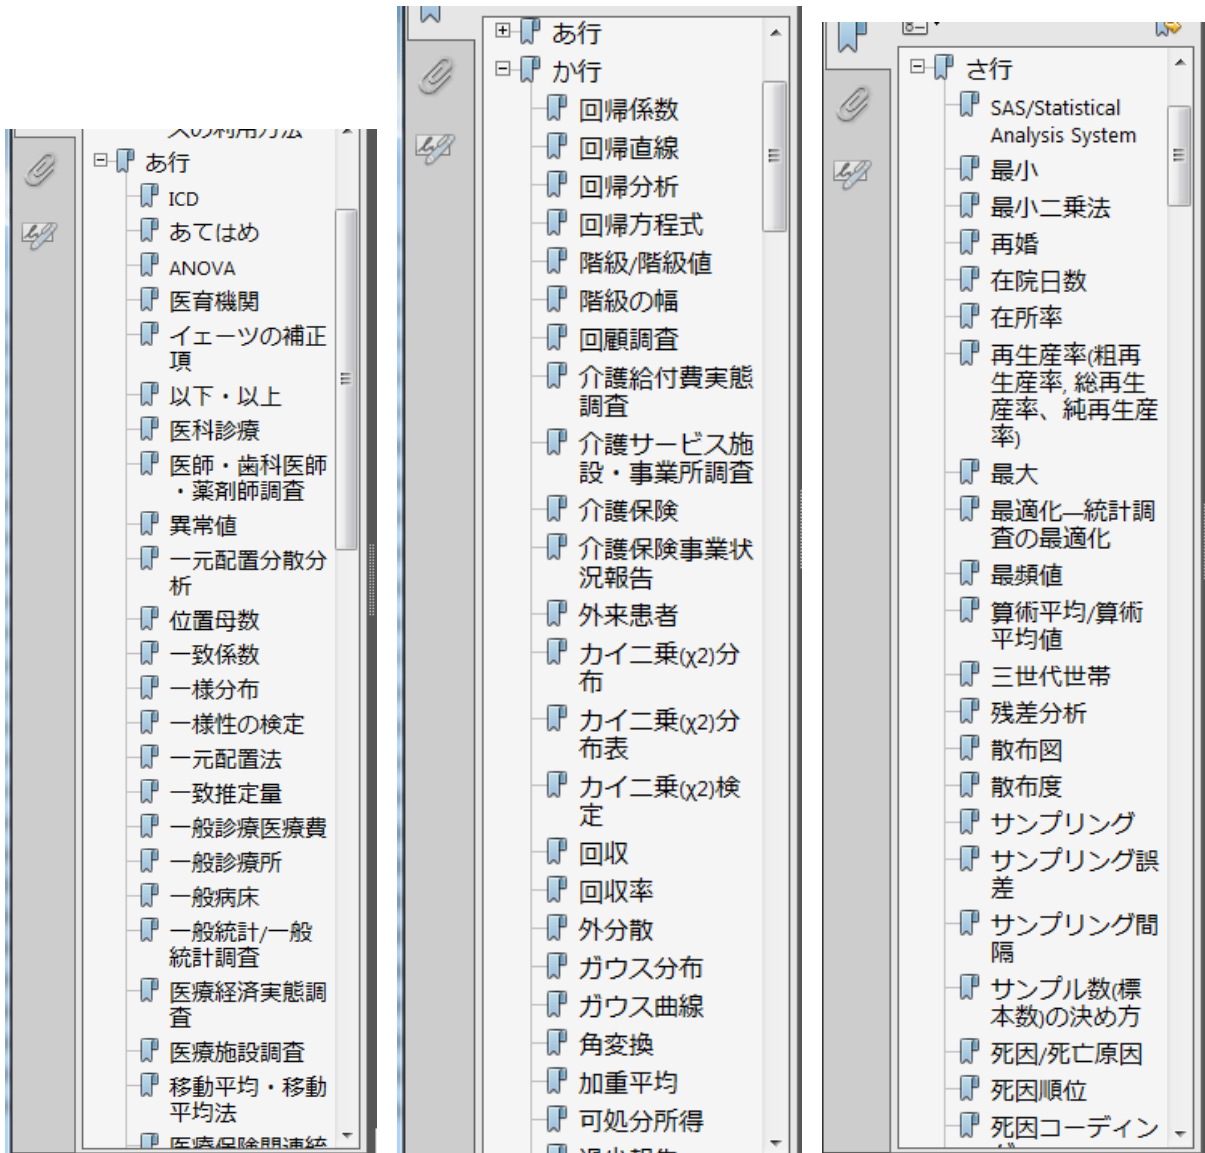 スの利用方法
あ行
ICD
あてはめ
ANOVA
医育機関
イェーツの補正
項
以下・以上
医科診療
医師・歯科医師
・薬剤師調査
異常値
一元配置分散分
析
位置母数
一致係数
一様分布
一様性の検定
一元配置法
一致推定量
一般診療医療費
一般診療所
一般病床
一般統計/一般
統計調査
医療経済実態調
査
医療施設調査
移動平均・移動
平均法
医療保険関連統
あ行
か行
回帰係数
回帰直線
回帰分析
回帰方程式
階級/階級値
階級の幅
回顧調査
介護給付費実態
調査
介護サービス施
設・事業所調査
介護保険
介護保険事業状
況報告
外来患者
カイ二乗(χ2)分
布
カイ二乗(χ2)分
布表
カイ二乗(χ2)検
定
回収
回収率
外分散
ガウス分布
ガウス曲線
角変換
加重平均
可処分所得
さ行
SAS/Statistical
Analysis System
最小
最小二乗法
再婚
在院日数
在所率
再生産率(粗再
生産率, 総再生
産率、純再生産
率)
最大
最適化―統計調
査の最適化
最頻値
算術平均/算術
平均値
三世代世帯
残差分析
散布図
散布度
サンプリング
サンプリング誤
差
サンプリング間
隔
サンプル数(標
本数)の決め方
死因/死亡原因
死因順位
死因コーディン